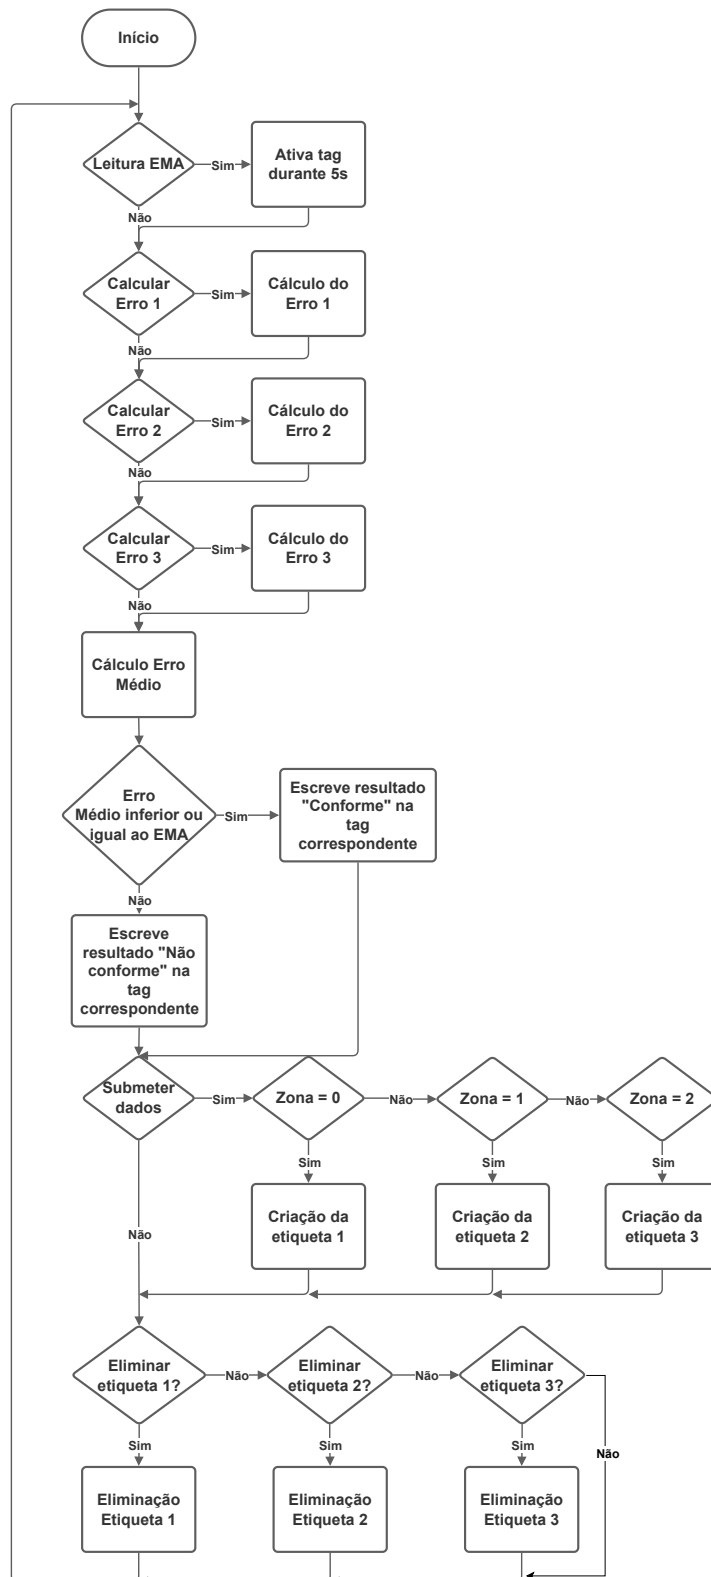 Início
Leitura EMA
Sim
Ativa tag
durante 5s
Não
Calcular
Erro 1
Sim
Cálculo do
Erro 1
Não
Calcular
Erro 2
Sim
Cálculo do
Erro 2
Não
Calcular
Erro 3
Sim
Cálculo do
Erro 3
Não
Cálculo Erro
Médio
Erro
Médio inferior ou
igual ao EMA
Sim
Escreve resultado
"Conforme" na
tag
correspondente
Não
Escreve
resultado "Não
conforme" na
tag
correspondente
Submeter
dados
Sim
Zona = 0
Não
Zona = 1
Não
Zona = 2
Sim
Sim
Sim
Não
Criação da
etiqueta 1
Criação da
etiqueta 2
Criação da
etiqueta 3
Eliminar
etiqueta 1?
Não
Eliminar
etiqueta 2?
Não
Eliminar
etiqueta 3?
Sim
Sim
Sim
Não
Eliminação
Etiqueta 1
Eliminação
Etiqueta 2
Eliminação
Etiqueta 3